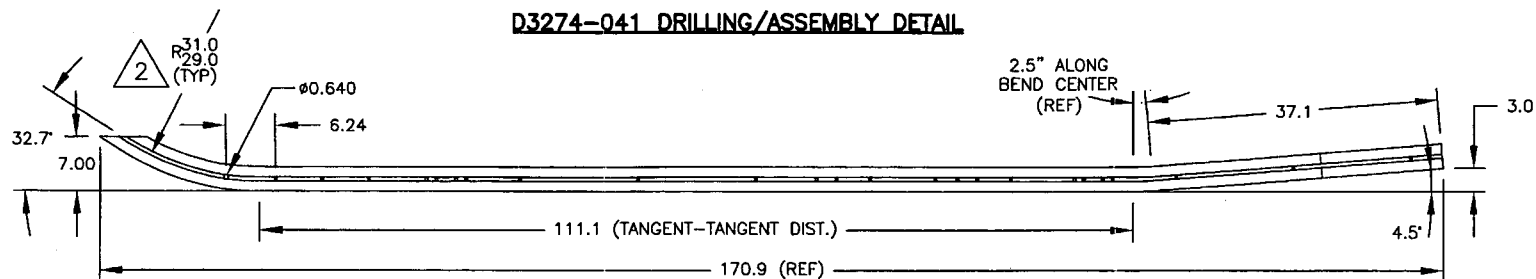 D3274-041 DRILLING/ASSEMBLY DETAIL
2
R31.0
29.0
(TYP)
Ø0.640
6.24
32.7°
7.00
2.5" ALONG
BEND CENTER
(REF)
37.1
3.0
4.5°
111.1 (TANGENT-TANGENT DIST.)
170.9 (REF)